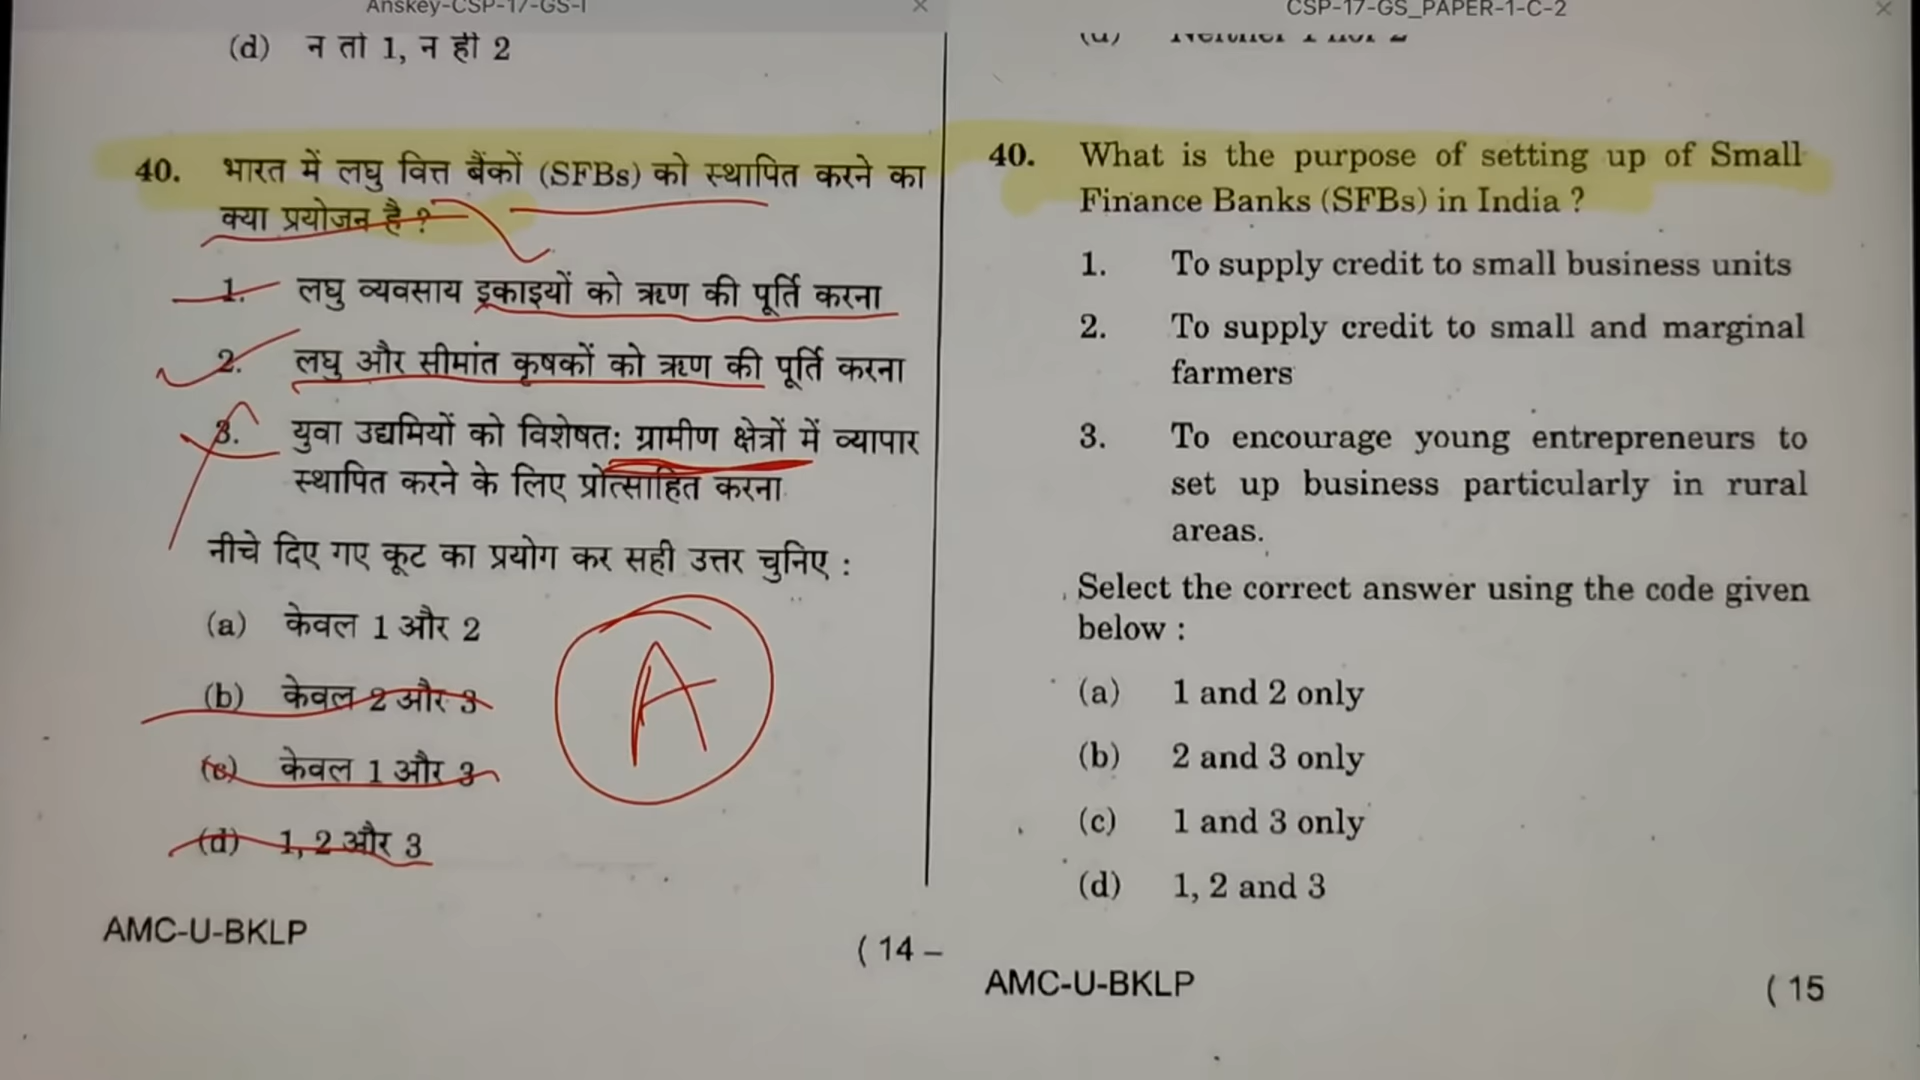 Anskey-CSP-17-GS-I
×
(d) न तो 1, न ही 2
40. भारत में लघु वित्त बैंकों (SFBs) को स्थापित करने का
क्या प्रयोजन है ?
1. लघु व्यवसाय इकाइयों को ऋण की पूर्ति करना
2. लघु और सीमांत कृषकों को ऋण की पूर्ति करना
3. युवा उद्यमियों को विशेषतः ग्रामीण क्षेत्रों में व्यापार
स्थापित करने के लिए प्रोत्साहित करना
नीचे दिए गए कूट का प्रयोग कर सही उत्तर चुनिए :
(a) केवल 1 और 2
(b) केवल 2 और 3
(c) केवल 1 और 3
(d) 1, 2 और 3
A
AMC-U-BKLP
( 14 –
CSP-17-GS_PAPER-1-C-2
×
40. What is the purpose of setting up of Small
Finance Banks (SFBs) in India ?
1. To supply credit to small business units
2. To supply credit to small and marginal
farmers
3. To encourage young entrepreneurs to
set up business particularly in rural
areas.
Select the correct answer using the code given
below :
(a) 1 and 2 only
(b) 2 and 3 only
(c) 1 and 3 only
(d) 1, 2 and 3
AMC-U-BKLP
( 15